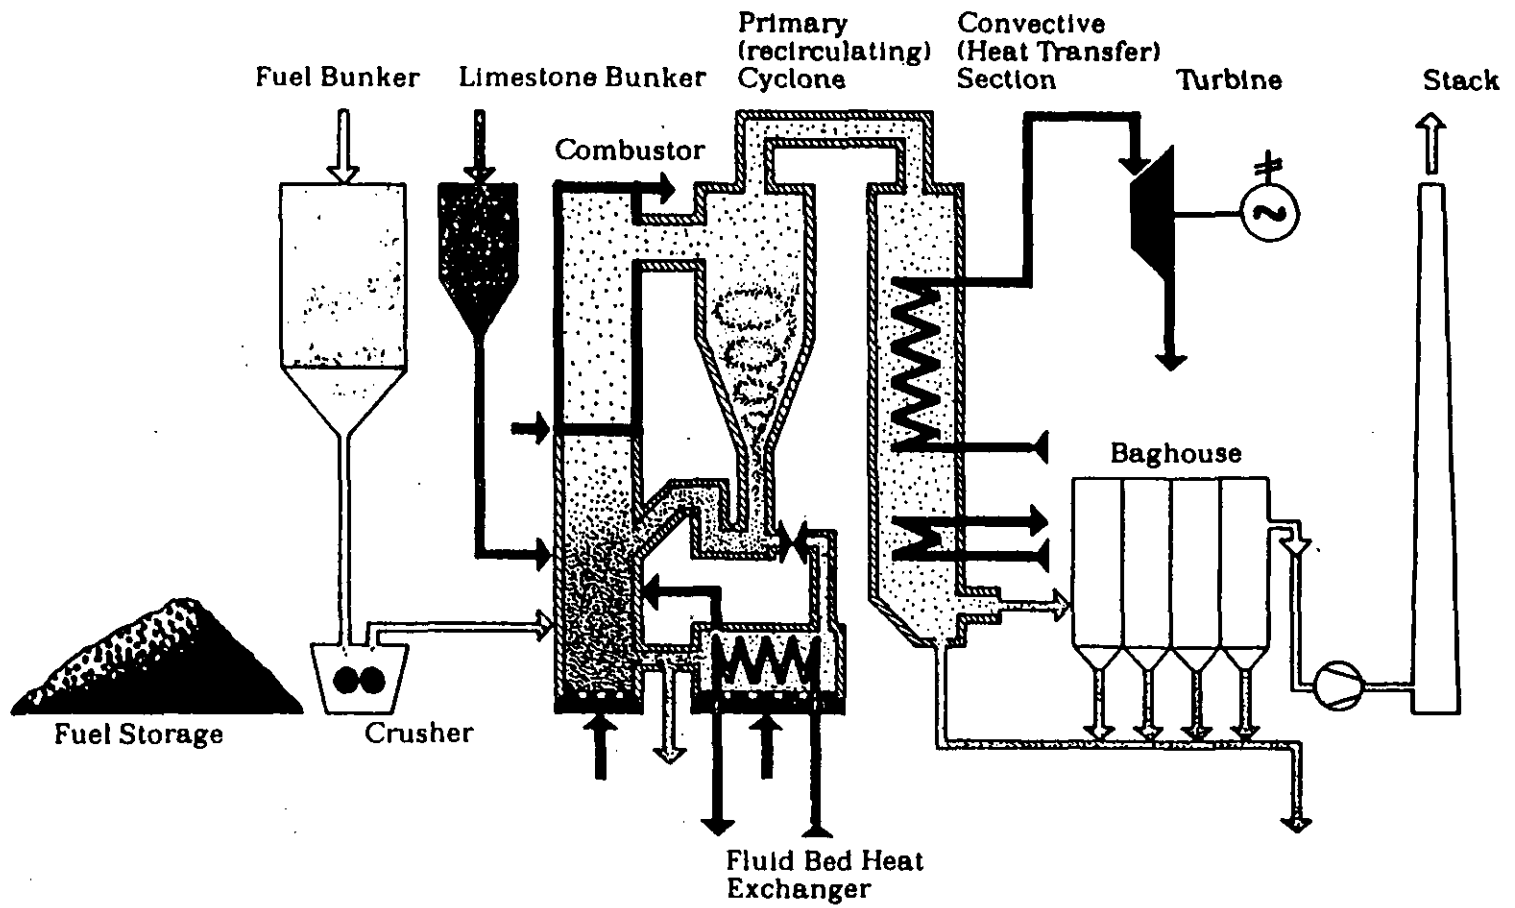 Primary
(recirculating)
Cyclone
Convective
(Heat Transfer)
Section
Fuel Bunker
Limestone Bunker
Turbine
Stack
Combustor
Baghouse
Fuel Storage
Crusher
Fluid Bed Heat
Exchanger